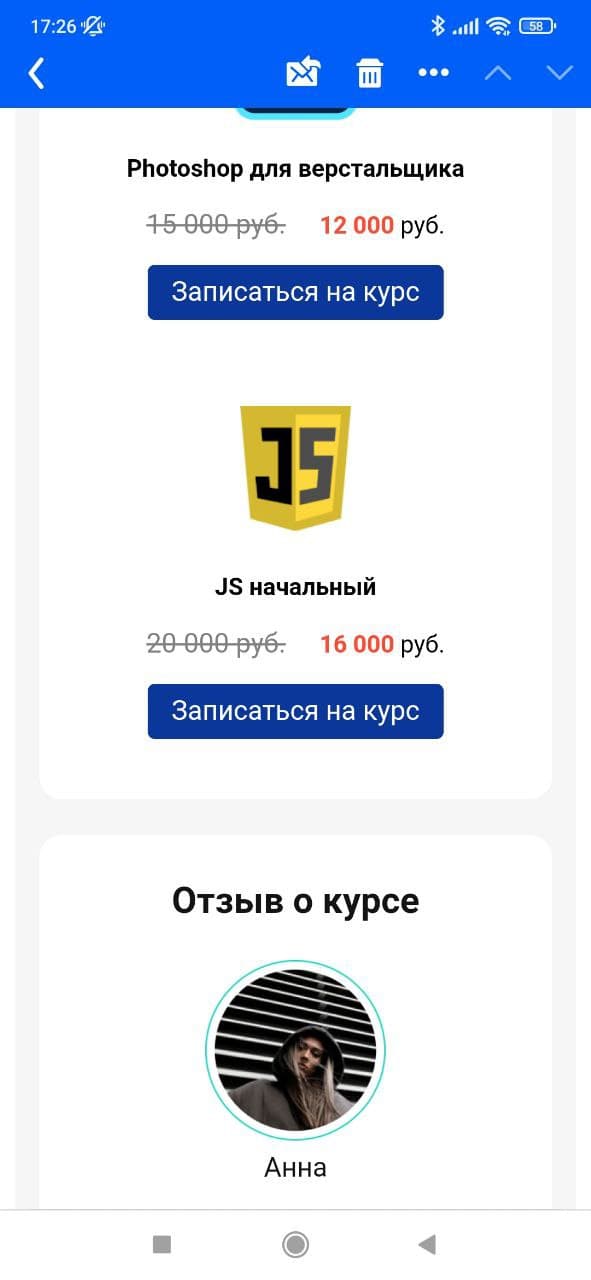 17:26
58
Photoshop для верстальщика
15 000 руб. 12 000 руб.
Записаться на курс
JS
JS начальный
20 000 руб. 16 000 руб.
Записаться на курс
Отзыв о курсе
Анна